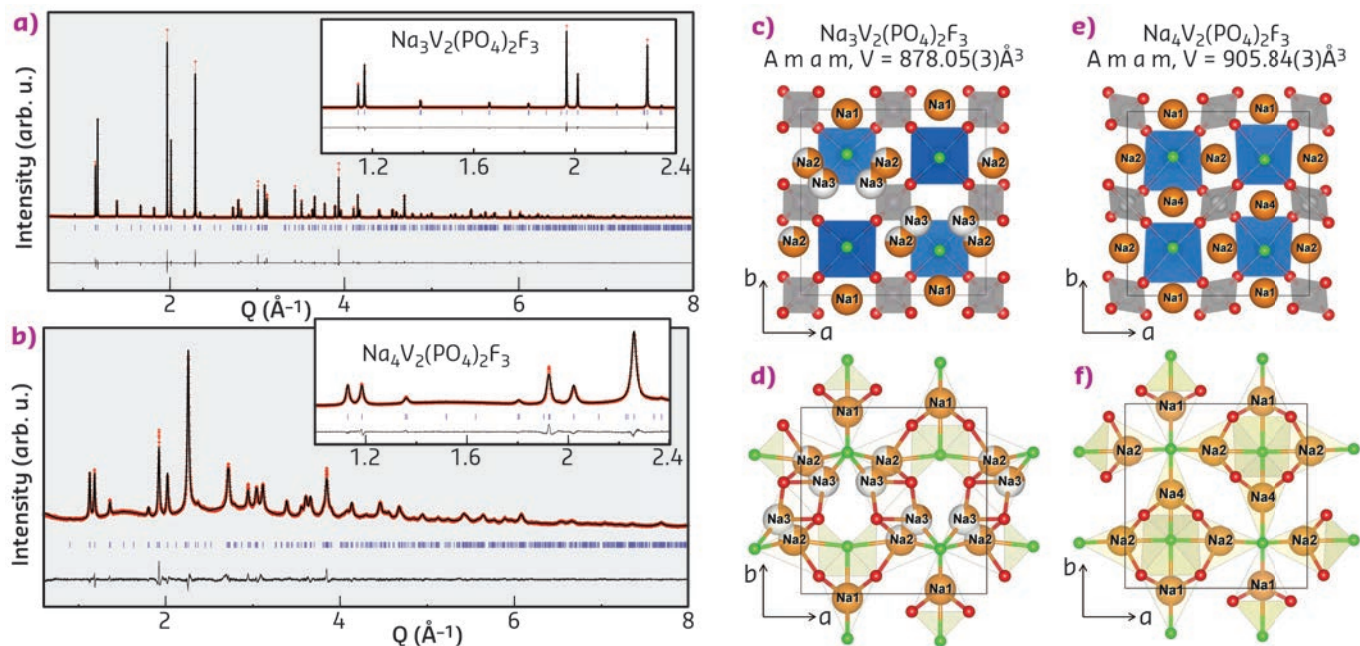 a)
Intensity (arb. u.)
Na₃V₂(PO₄)₂F₃
1.2 1.6 2 2.4
2 4 6 8
Q (Å⁻¹)
b)
Intensity (arb. u.)
Na₄V₂(PO₄)₂F₃
1.2 1.6 2 2.4
2 4 6 8
Q (Å⁻¹)
c)
Na₃V₂(PO₄)₂F₃
A m a m, V = 878.05(3)Å³
Na1 Na1
Na2 Na2 Na2
Na3 Na3
Na3 Na3
Na2 Na2 Na2
Na1 Na1
b
a
d)
Na1 Na1
Na2 Na2 Na2
Na3 Na3 Na3
Na3 Na3 Na3
Na2 Na2 Na2
Na1 Na1
b
a
e)
Na₄V₂(PO₄)₂F₃
A m a m, V = 905.84(3)Å³
Na1 Na1
Na2 Na2 Na2
Na4 Na4
Na2 Na2 Na2
Na1 Na1
b
a
f)
Na1 Na1
Na2 Na2 Na2
Na4 Na4
Na2 Na2 Na2
Na1 Na1
b
a